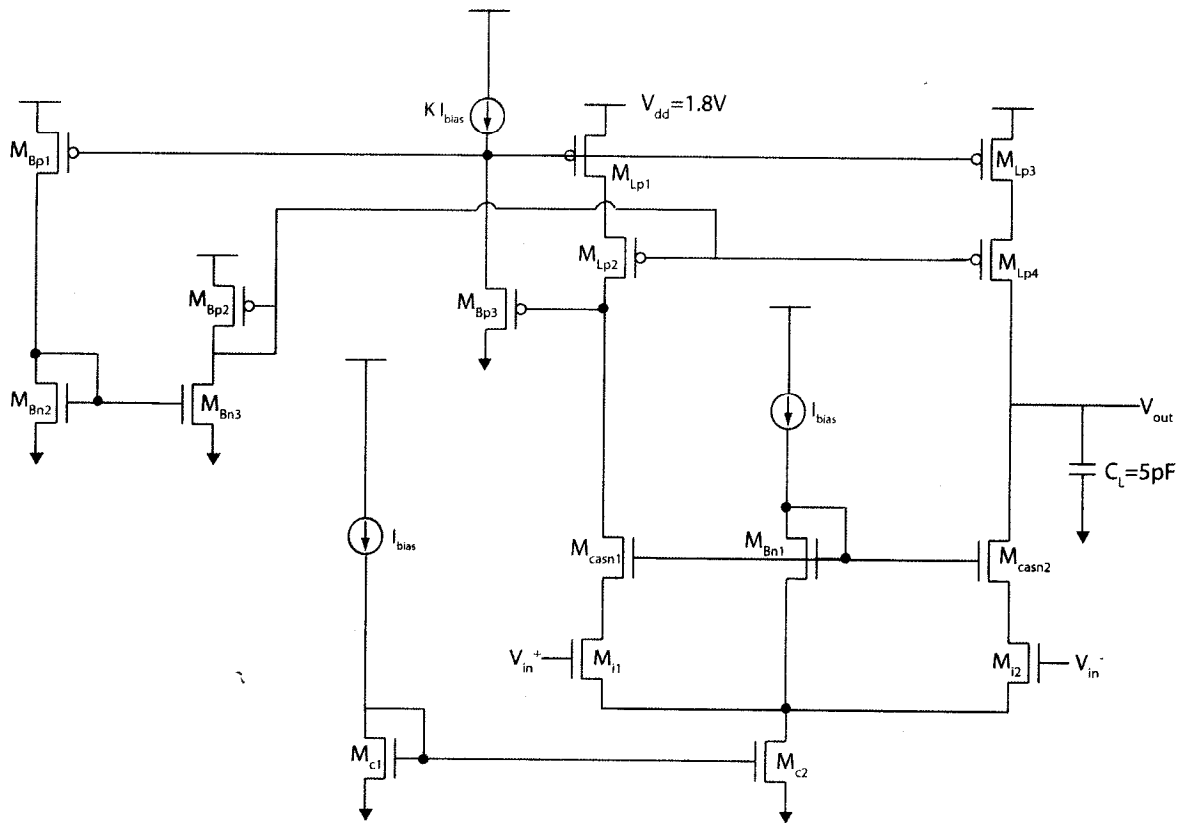 K I_bias
V_dd=1.8V
M_Bp1
M_Lp1
M_Lp3
M_Lp2
M_Lp4
M_Bp2
M_Bp3
M_Bn2
M_Bn3
I_bias
V_out
C_L=5pF
I_bias
M_casn1
M_Bn1
M_casn2
V_in^+
M_i1
M_i2
V_in^-
M_c1
M_c2